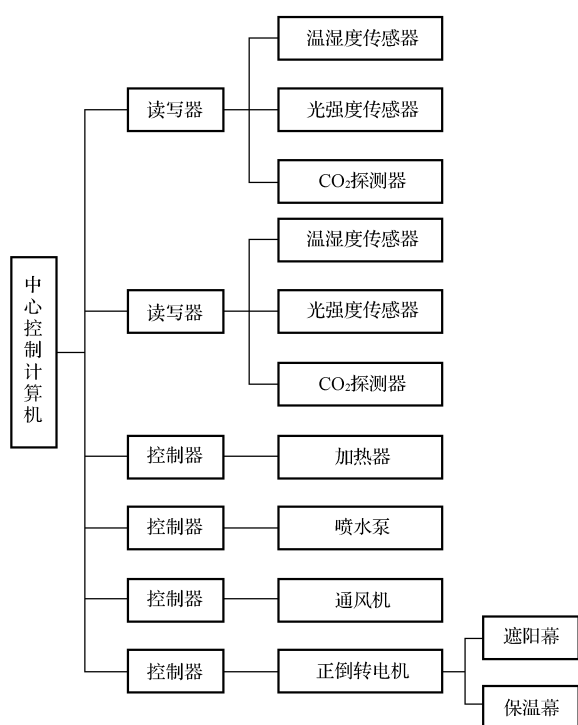 温湿度传感器
读写器
光强度传感器
CO₂探测器
温湿度传感器
读写器
光强度传感器
CO₂探测器
中心控制计算机
控制器
加热器
控制器
喷水泵
控制器
通风机
控制器
正倒转电机
遮阳幕
保温幕